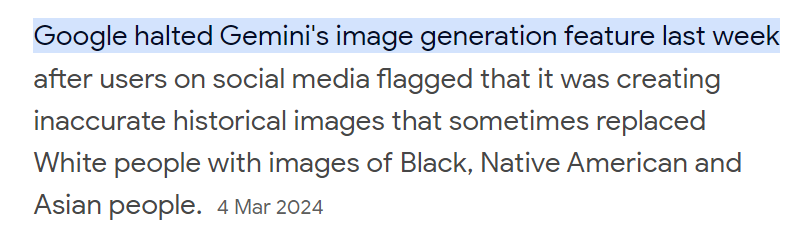 Google halted Gemini's image generation feature last week
after users on social media flagged that it was creating
inaccurate historical images that sometimes replaced
White people with images of Black, Native American and
Asian people. 4 Mar 2024